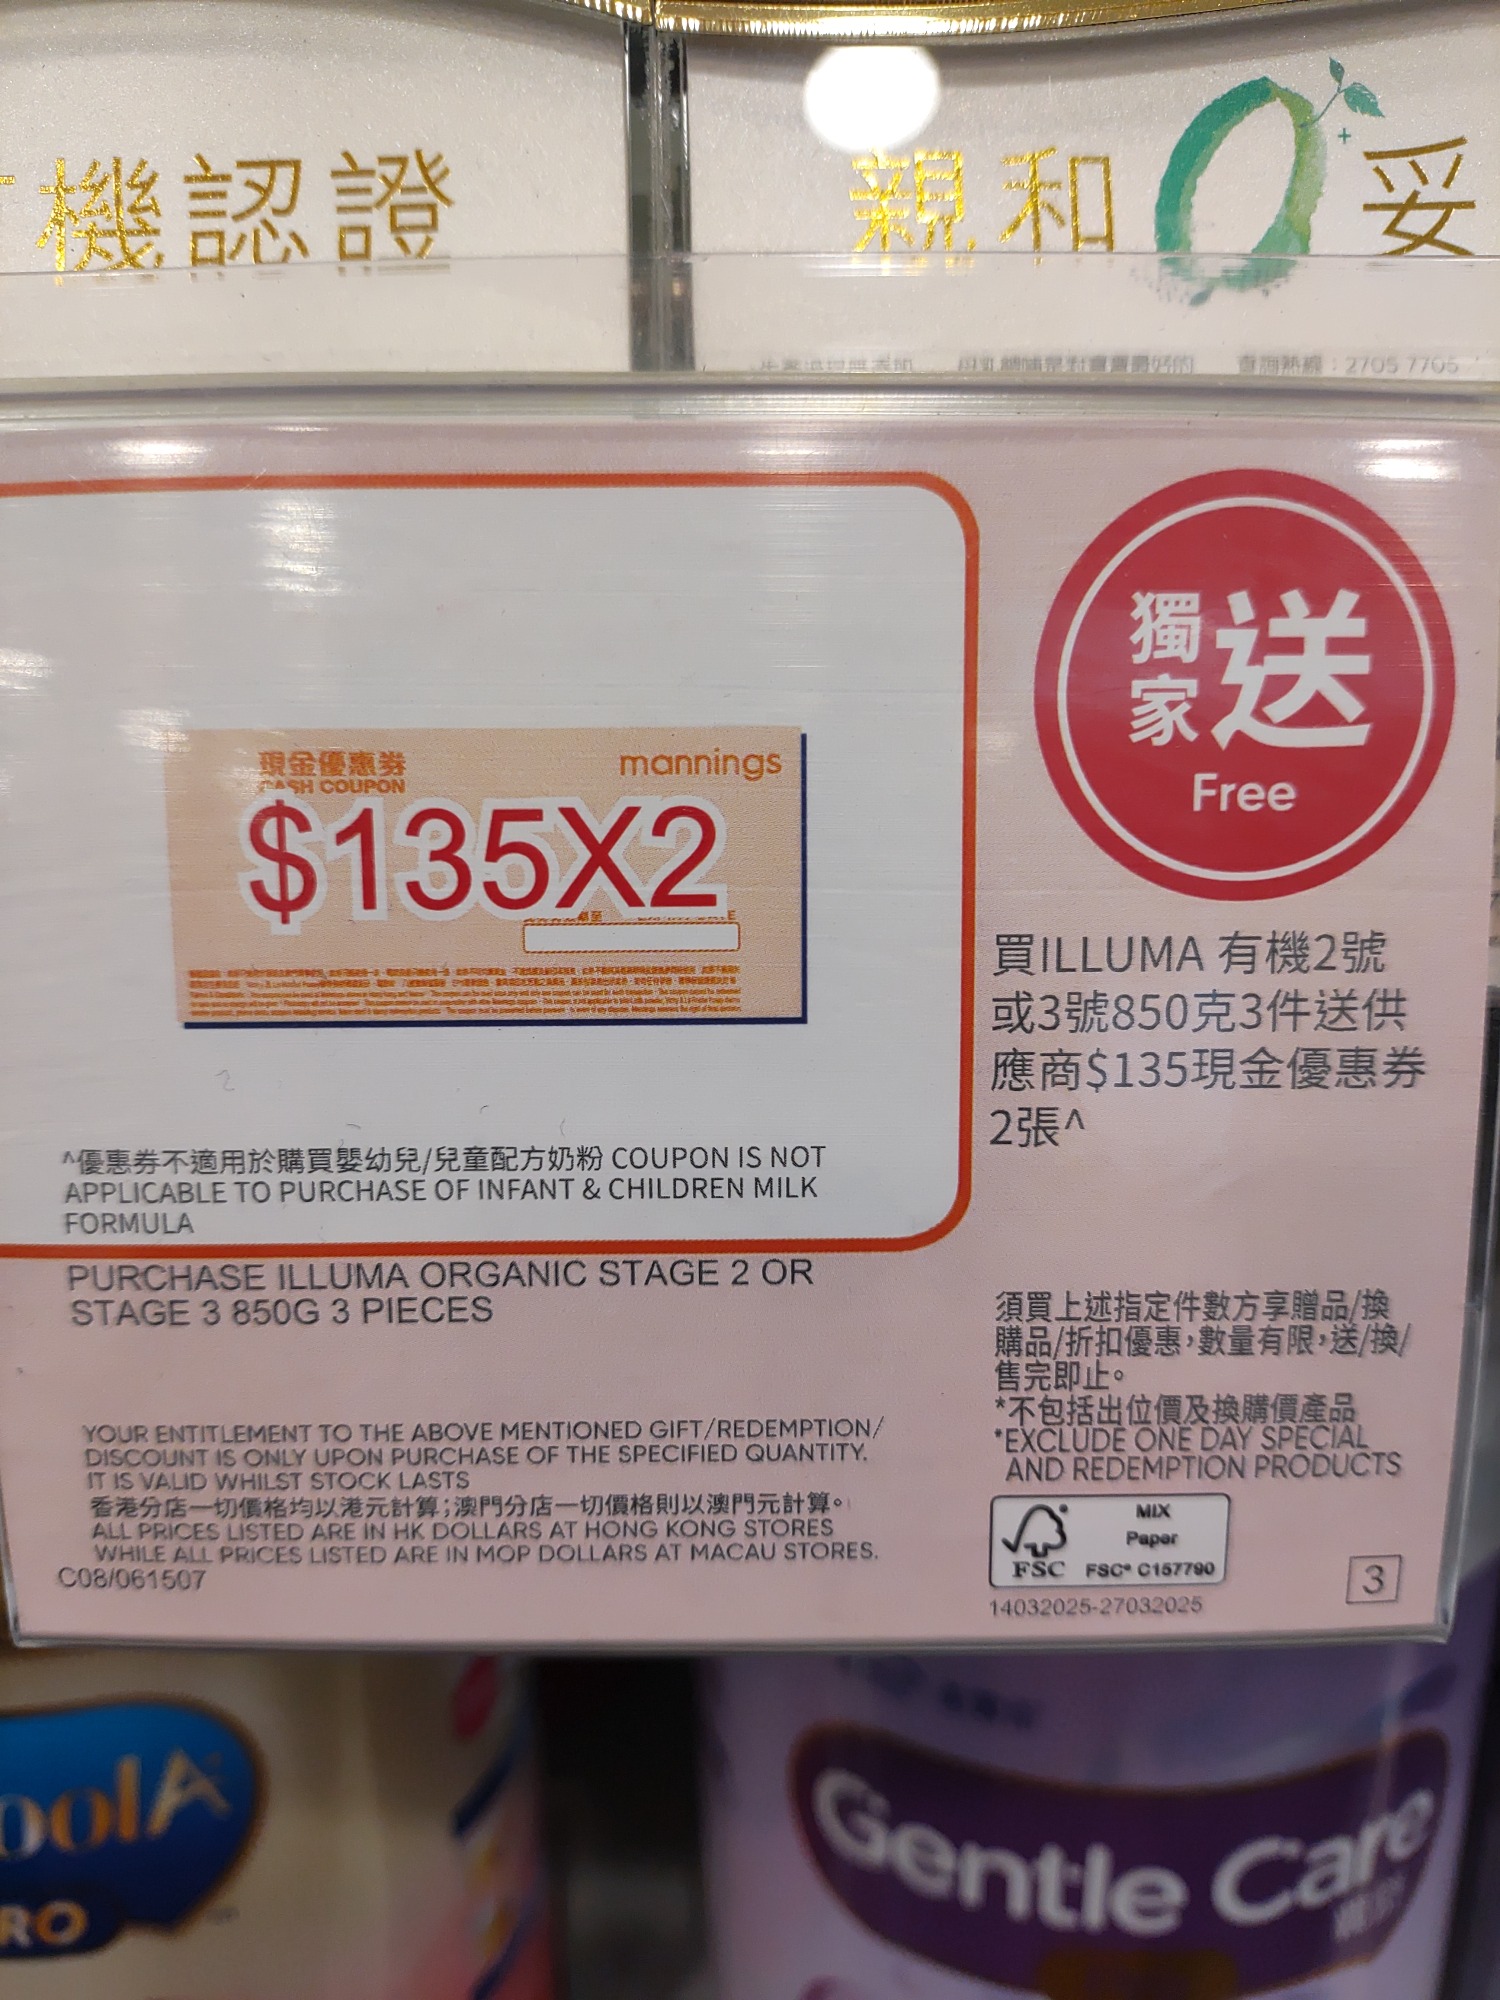 機認證
親和
妥
查詢熱線：2705 7705
獨家送
Free
現金優惠券
CASH COUPON
mannings
$135X2
買ILLUMA 有機2號
或3號850克3件送供
應商$135現金優惠券
2張^
^優惠券不適用於購買嬰幼兒/兒童配方奶粉 COUPON IS NOT
APPLICABLE TO PURCHASE OF INFANT & CHILDREN MILK
FORMULA
PURCHASE ILLUMA ORGANIC STAGE 2 OR
STAGE 3 850G 3 PIECES
須買上述指定件數方享贈品/換
購品/折扣優惠，數量有限，送/換/
售完即止。
*不包括出位價及換購價產品
*EXCLUDE ONE DAY SPECIAL
AND REDEMPTION PRODUCTS
YOUR ENTITLEMENT TO THE ABOVE MENTIONED GIFT/REDEMPTION/
DISCOUNT IS ONLY UPON PURCHASE OF THE SPECIFIED QUANTITY.
IT IS VALID WHILST STOCK LASTS
香港分店一切價格均以港元計算；澳門分店一切價格則以澳門元計算。
ALL PRICES LISTED ARE IN HK DOLLARS AT HONG KONG STORES
WHILE ALL PRICES LISTED ARE IN MOP DOLLARS AT MACAU STORES.
C08/061507
FSC
MIX
Paper
FSC® C157790
14032025-27032025
3
oolA
RO
Gentle Care